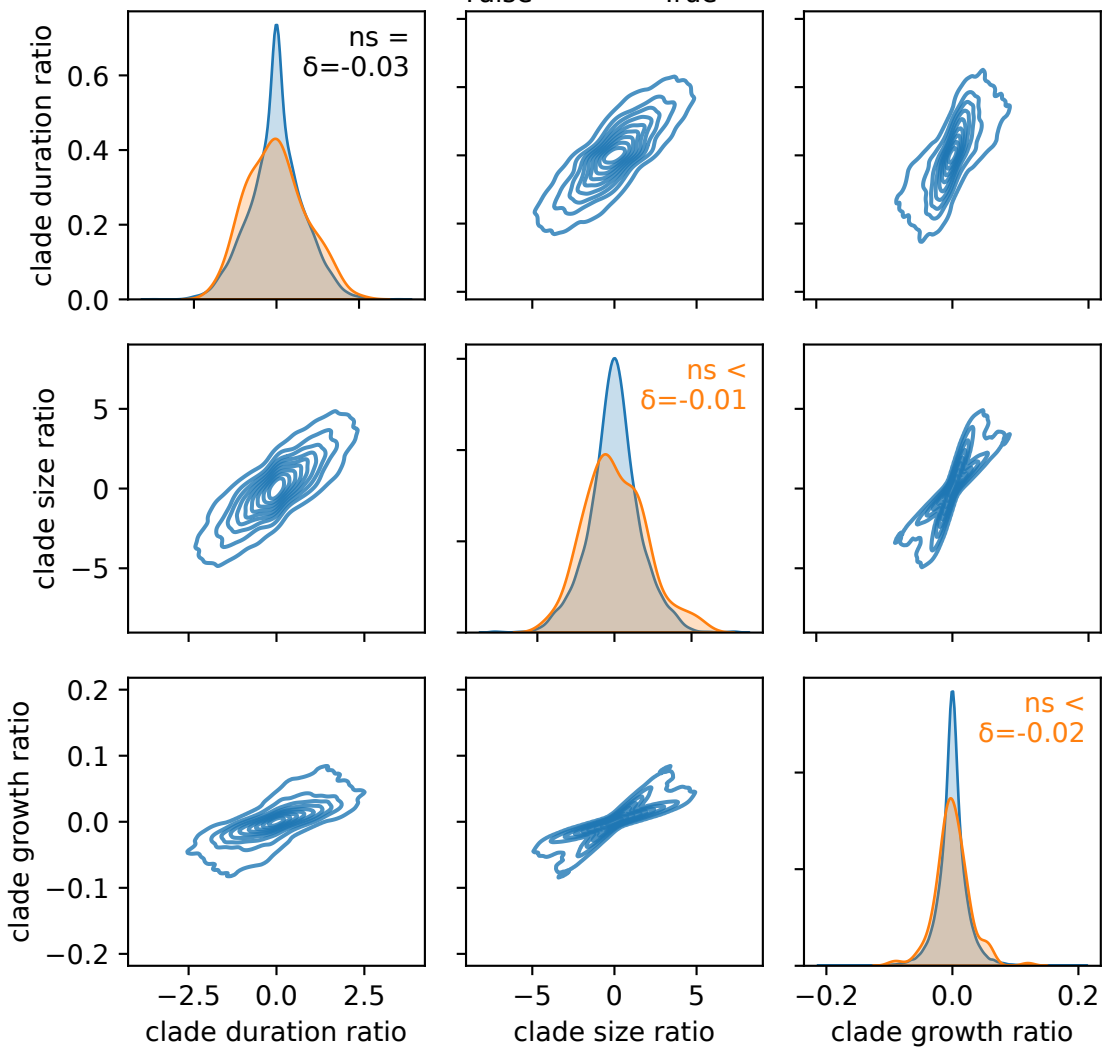 ns =
δ=-0.03
clade duration ratio
0.6
0.4
0.2
0.0
ns <
δ=-0.01
clade size ratio
5
0
−5
ns <
δ=-0.02
clade growth ratio
0.2
0.1
0.0
−0.1
−0.2
−2.5 0.0 2.5
−5 0 5
−0.2 0.0 0.2
clade duration ratio
clade size ratio
clade growth ratio